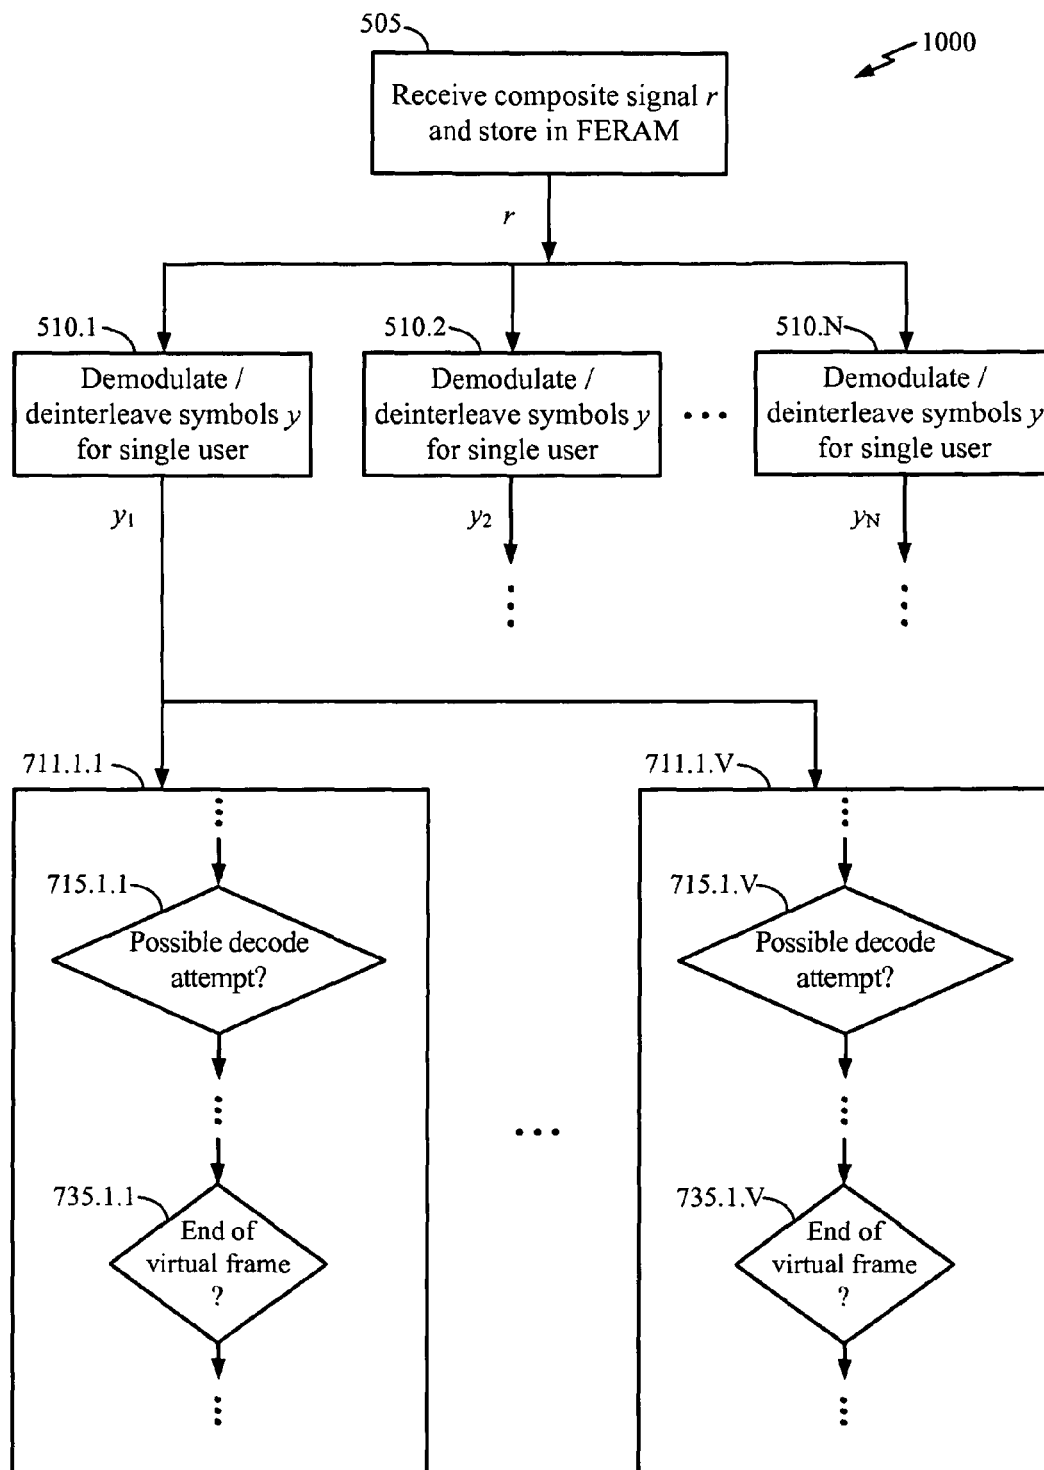 505
1000
Receive composite signal r
and store in FERAM
r
510.1
510.2
510.N
Demodulate /
deinterleave symbols y
for single user
Demodulate /
deinterleave symbols y
for single user
Demodulate /
deinterleave symbols y
for single user
y1
y2
yN
711.1.1
711.1.V
715.1.1
715.1.V
Possible decode
attempt?
Possible decode
attempt?
735.1.1
735.1.V
End of
virtual frame
?
End of
virtual frame
?